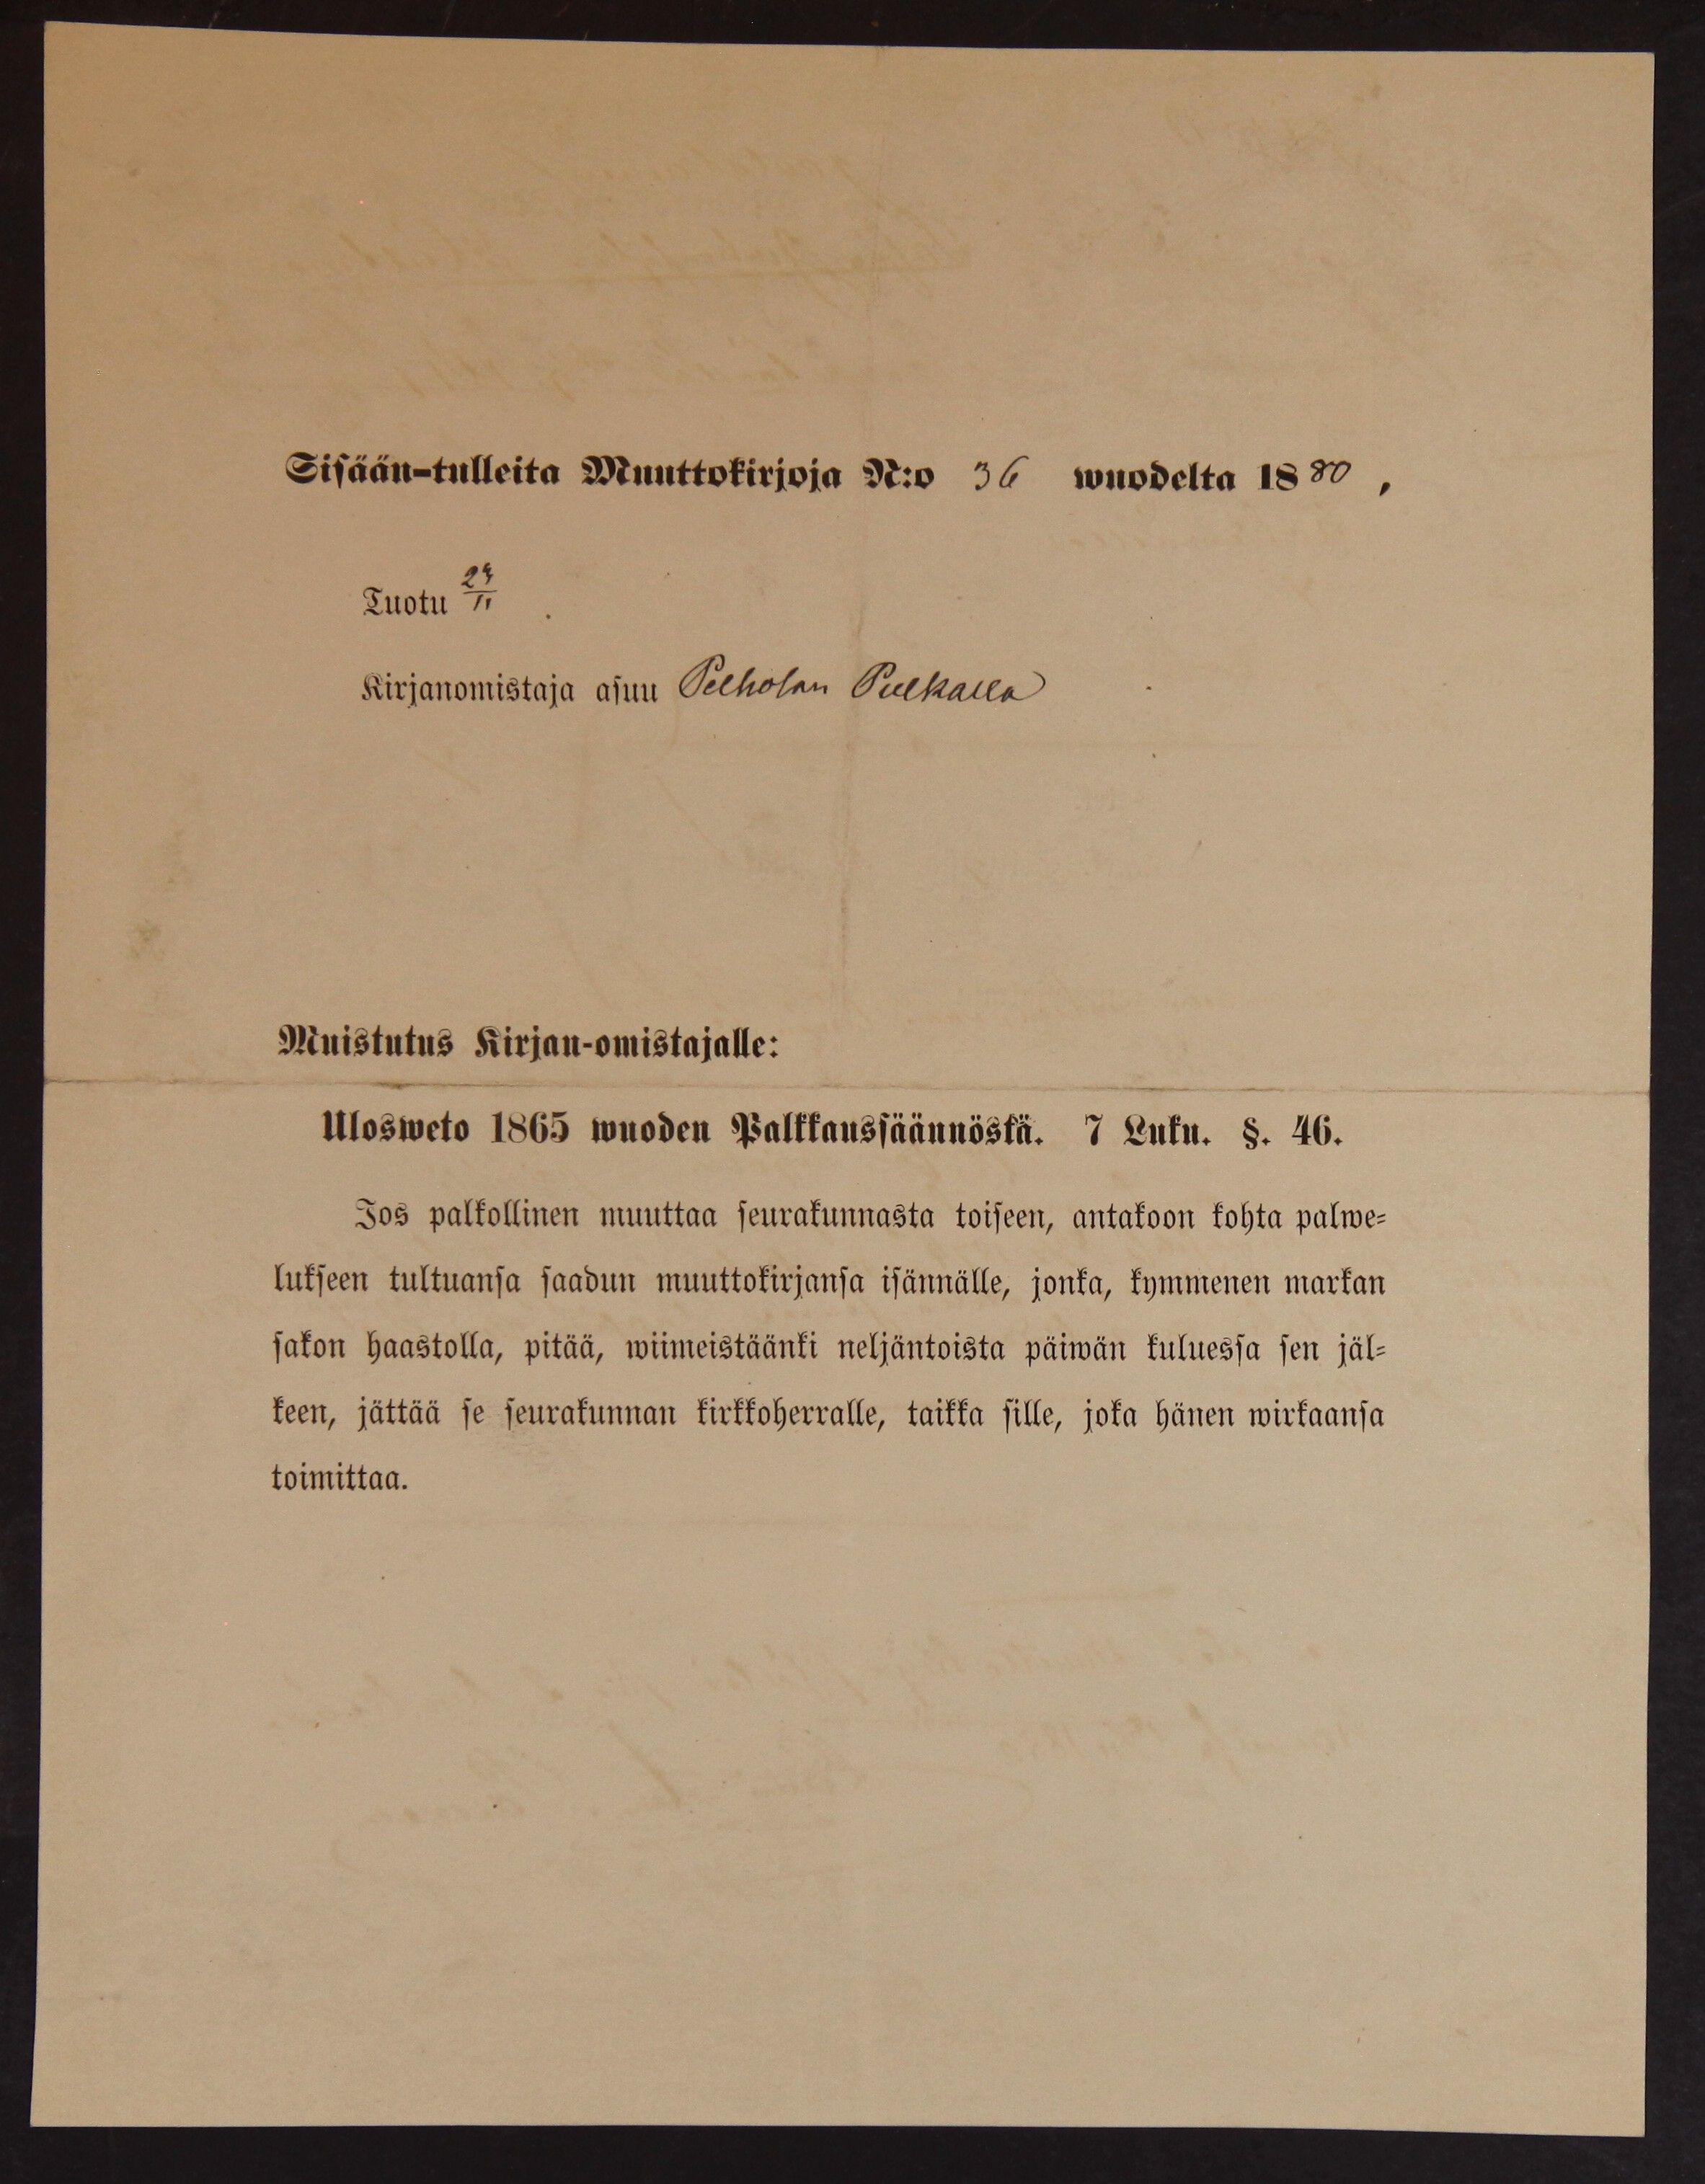 Sisään-tulleita Muuttokirjoja N:o 36 wuodelta 1880,
Tuotu 24/11.
Kirjanomistaja asuu Pelholan Pulkalla
Muistutus Kirjan-omistajalle:
Ulosweto 1865 wuoden Palkkaussäännöstä. 7 Luku. §. 46.
Jos palkollinen muuttaa seurakunnasta toiseen, antakoon kohta palwe-
lukseen tultuansa saadun muuttokirjansa isännälle, jonka, kymmenen markan
sakon haastolla, pitää, wiimeistäänki neljäntoista päiwän kuluessa sen jäl-
keen, jättää se seurakunnan kirkkoherralle, taikka sille, joka hänen wirkaansa
toimittaa.